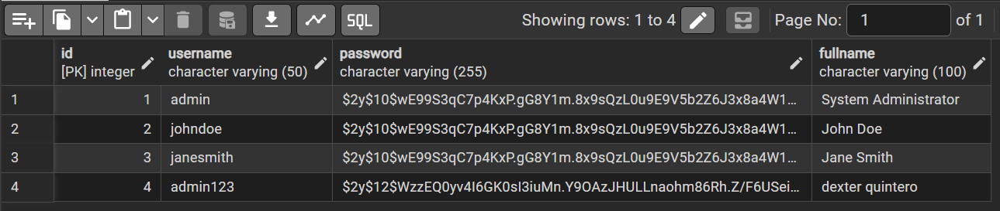 SQL
Showing rows: 1 to 4
Page No: 1 of 1
id username password fullname
[PK] integer character varying (50) character varying (255) character varying (100)
1 1 admin $2y$10$wE99S3qC7p4KxP.gG8Y1m.8x9sQzL0u9E9V5b2Z6J3x8a4W1… System Administrator
2 2 johndoe $2y$10$wE99S3qC7p4KxP.gG8Y1m.8x9sQzL0u9E9V5b2Z6J3x8a4W1… John Doe
3 3 janesmith $2y$10$wE99S3qC7p4KxP.gG8Y1m.8x9sQzL0u9E9V5b2Z6J3x8a4W1… Jane Smith
4 4 admin123 $2y$12$WzzEQ0yv4I6GK0sI3iuMn.Y9OAzJHULLnaohm86Rh.Z/F6USei… dexter quintero